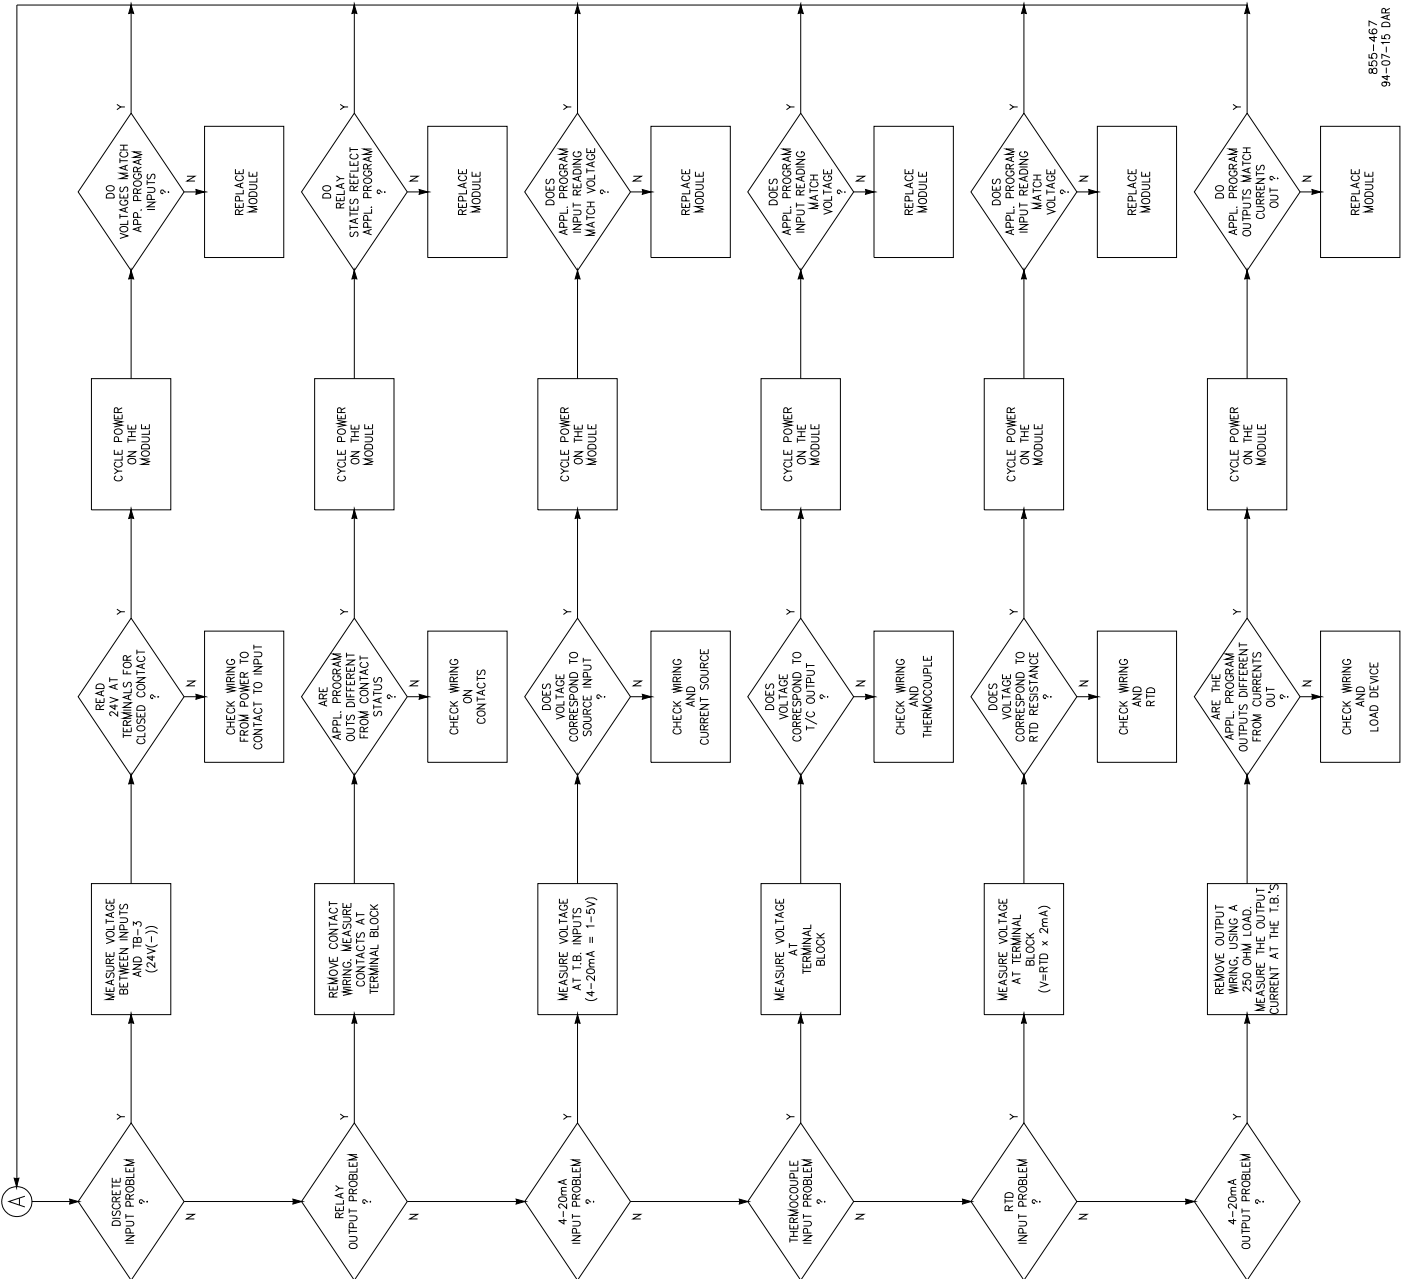 A
DISCRETE
INPUT PROBLEM
?
Y
N
MEASURE VOLTAGE
BETWEEN INPUTS
AND TB-3
(24V(-))
READ
24V AT
TERMINALS FOR
CLOSED CONTACT
?
Y
N
CHECK WIRING
FROM POWER TO
CONTACT TO INPUT
CYCLE POWER
ON THE
MODULE
DO
VOLTAGES MATCH
APP. PROGRAM
INPUTS
?
Y
N
REPLACE
MODULE
RELAY
OUTPUT PROBLEM
?
Y
N
REMOVE CONTACT
WIRING. MEASURE
CONTACTS AT
TERMINAL BLOCK
ARE
APPL. PROGRAM
OUTS DIFFERENT
FROM CONTACT
STATUS
?
Y
N
CHECK WIRING
ON
CONTACTS
CYCLE POWER
ON THE
MODULE
DO
RELAY
STATES REFLECT
APPL. PROGRAM
?
Y
N
REPLACE
MODULE
4-20mA
INPUT PROBLEM
?
Y
N
MEASURE VOLTAGE
AT T.B. INPUTS
(4-20mA = 1-5V)
DOES
VOLTAGE
CORRESPOND TO
SOURCE INPUT
?
Y
N
CHECK WIRING
AND
CURRENT SOURCE
CYCLE POWER
ON THE
MODULE
DOES
APPL. PROGRAM
INPUT READING
MATCH VOLTAGE
?
Y
N
REPLACE
MODULE
THERMOCOUPLE
INPUT PROBLEM
?
Y
N
MEASURE VOLTAGE
AT
TERMINAL
BLOCK
DOES
VOLTAGE
CORRESPOND TO
T/C OUTPUT
?
Y
N
CHECK WIRING
AND
THERMOCOUPLE
CYCLE POWER
ON THE
MODULE
DOES
APPL. PROGRAM
INPUT READING
MATCH
VOLTAGE
?
Y
N
REPLACE
MODULE
RTD
INPUT PROBLEM
?
Y
N
MEASURE VOLTAGE
AT TERMINAL
BLOCK
(V=RTD x 2mA)
DOES
VOLTAGE
CORRESPOND TO
RTD RESISTANCE
?
Y
N
CHECK WIRING
AND
RTD
CYCLE POWER
ON THE
MODULE
DOES
APPL. PROGRAM
INPUT READING
MATCH
VOLTAGE
?
Y
N
REPLACE
MODULE
4-20mA
OUTPUT PROBLEM
?
Y
REMOVE OUTPUT
WIRING, USING A
250 OHM LOAD.
MEASURE THE OUTPUT
CURRENT AT THE T.B.'S
ARE THE
APPL. PROGRAM
OUTPUTS DIFFERENT
FROM CURRENTS
OUT
?
Y
N
CHECK WIRING
AND
LOAD DEVICE
CYCLE POWER
ON THE
MODULE
DO
APPL. PROGRAM
OUTPUTS MATCH
CURRENTS
OUT ?
Y
N
REPLACE
MODULE
855-467
94-07-15 DAR